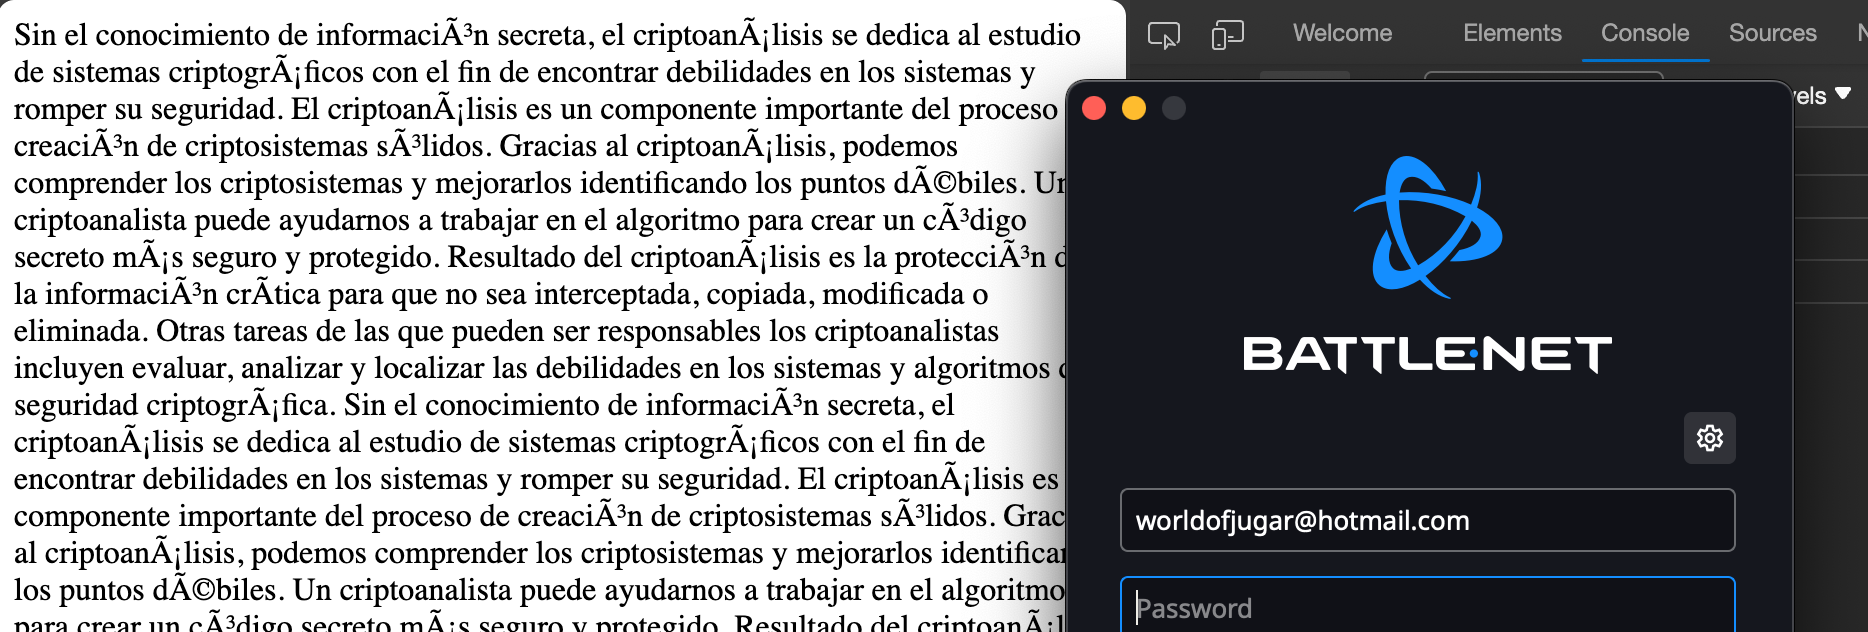 Sin el conocimiento de informaciÃ³n secreta, el criptoanÃ¡lisis se dedica al estudio
de sistemas criptogrÃ¡ficos con el fin de encontrar debilidades en los sistemas y
romper su seguridad. El criptoanÃ¡lisis es un componente importante del proceso
creaciÃ³n de criptosistemas sÃ³lidos. Gracias al criptoanÃ¡lisis, podemos
comprender los criptosistemas y mejorarlos identificando los puntos dÃ©biles. Un
criptoanalista puede ayudarnos a trabajar en el algoritmo para crear un cÃ³digo
secreto mÃ¡s seguro y protegido. Resultado del criptoanÃ¡lisis es la protecciÃ³n
la informaciÃ³n crÃtica para que no sea interceptada, copiada, modificada o
eliminada. Otras tareas de las que pueden ser responsables los criptoanalistas
incluyen evaluar, analizar y localizar las debilidades en los sistemas y algoritmos
seguridad criptogrÃ¡fica. Sin el conocimiento de informaciÃ³n secreta, el
criptoanÃ¡lisis se dedica al estudio de sistemas criptogrÃ¡ficos con el fin de
encontrar debilidades en los sistemas y romper su seguridad. El criptoanÃ¡lisis es
componente importante del proceso de creaciÃ³n de criptosistemas sÃ³lidos. Grac
al criptoanÃ¡lisis, podemos comprender los criptosistemas y mejorarlos identificar
los puntos dÃ©biles. Un criptoanalista puede ayudarnos a trabajar en el algoritmo
para crear un cÃ³digo secreto mÃ¡s seguro y protegido. Resultado del criptoanÃ¡l
Welcome Elements Console Sources
vels
BATTLE.NET
worldofjugar@hotmail.com
Password